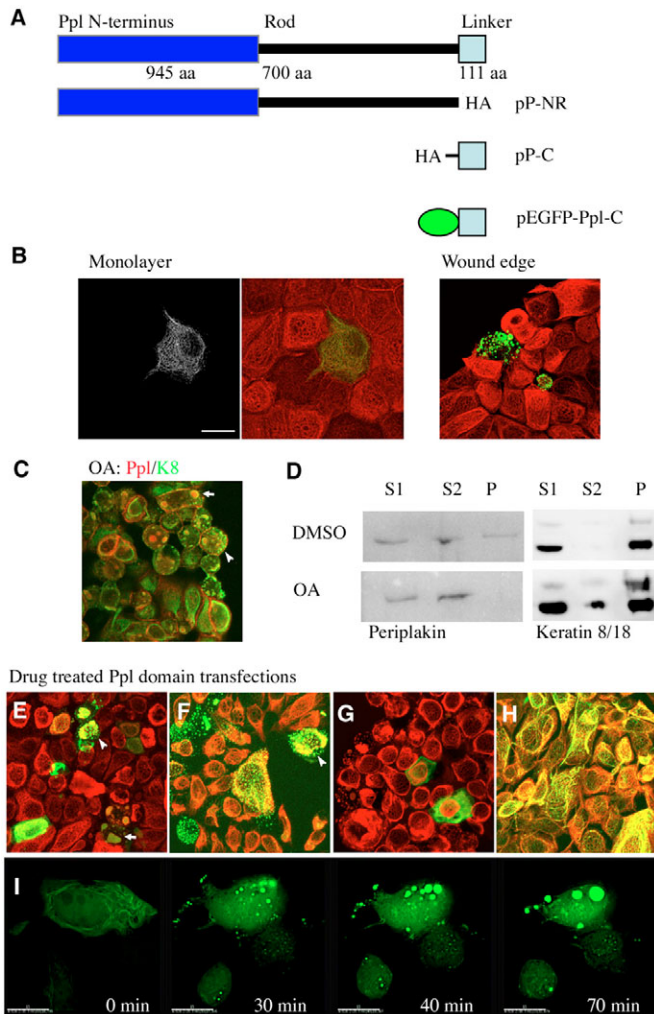 A
Ppl N-terminus Rod Linker
945 aa 700 aa 111 aa
HA pP-NR
HA pP-C
pEGFP-Ppl-C
B
Monolayer Wound edge
C
OA: Ppl/K8
D
S1 S2 P S1 S2 P
DMSO
OA
Periplakin Keratin 8/18
Drug treated Ppl domain transfections
E F G H
I
0 min 30 min 40 min 70 min